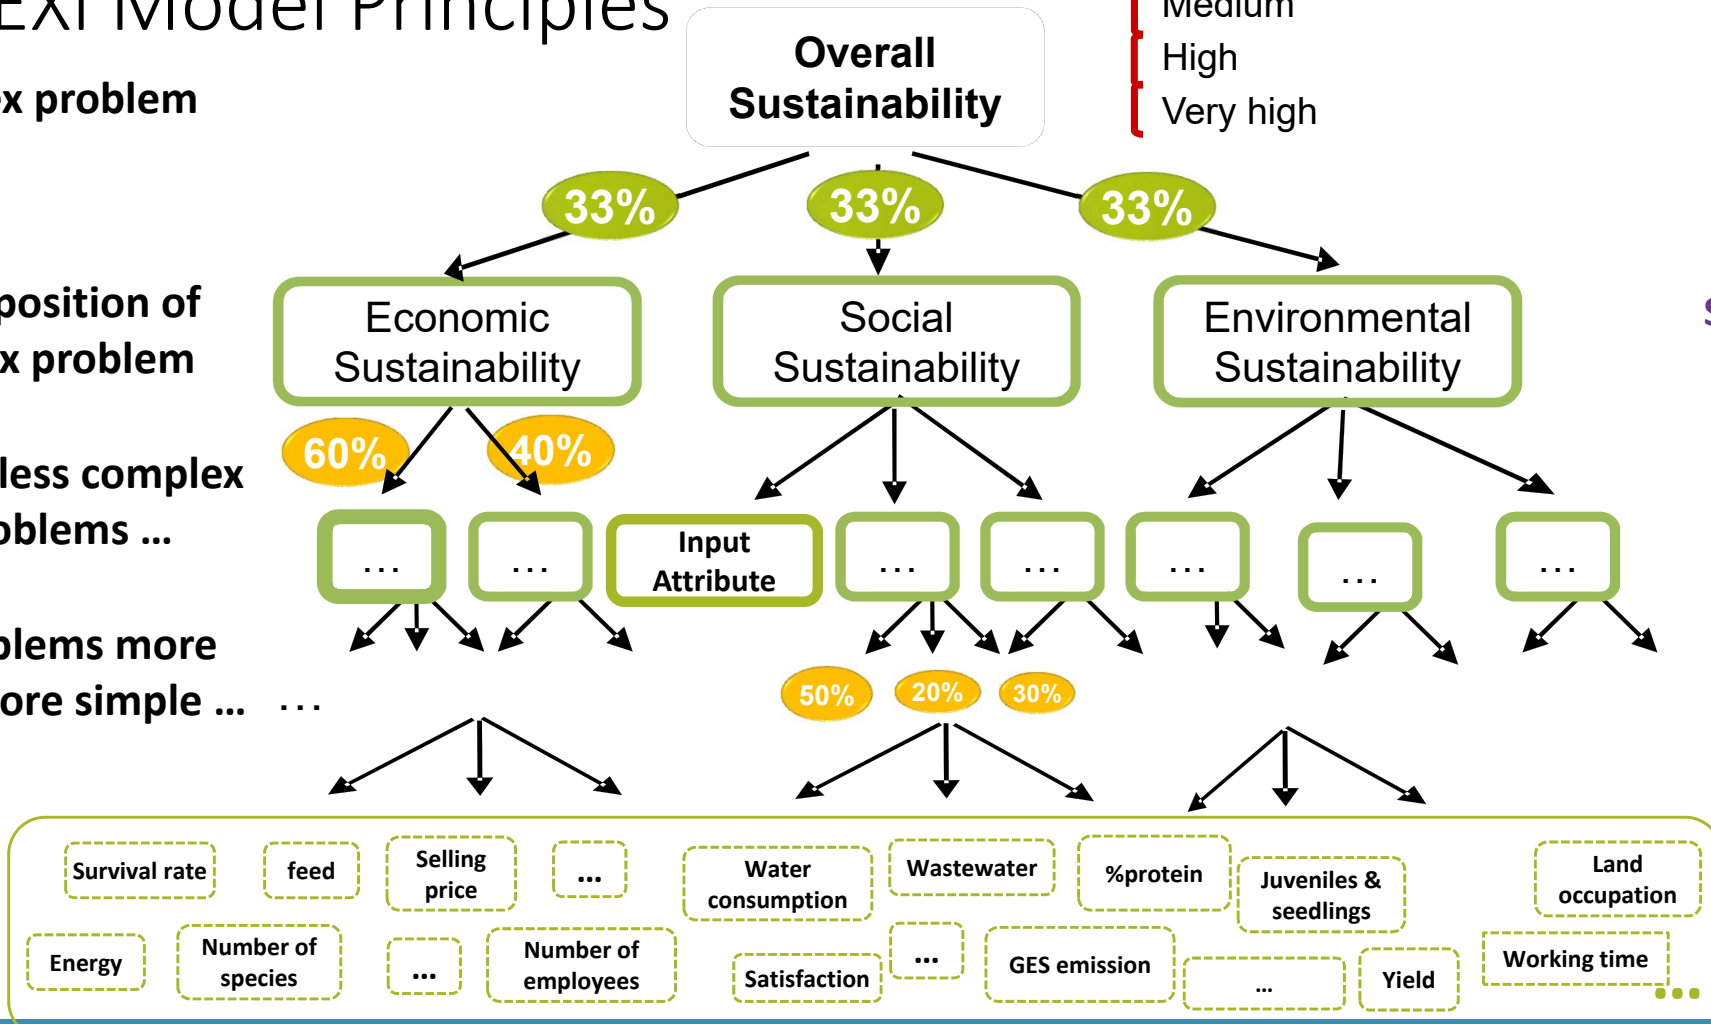 EXi Model Principles
Medium
High
Very high
Overall
Sustainability
x problem
33%
33%
33%
position of
x problem
Economic
Sustainability
Social
Sustainability
Environmental
Sustainability
60%
40%
less complex
oblems ...
...
...
Input
Attribute
...
...
...
...
...
blems more
ore simple ...
...
50%
20%
30%
Survival rate
feed
Selling
price
...
Water
consumption
Wastewater
%protein
Juveniles &
seedlings
Land
occupation
Energy
Number of
species
...
Number of
employees
Satisfaction
...
GES emission
...
Yield
Working time
...